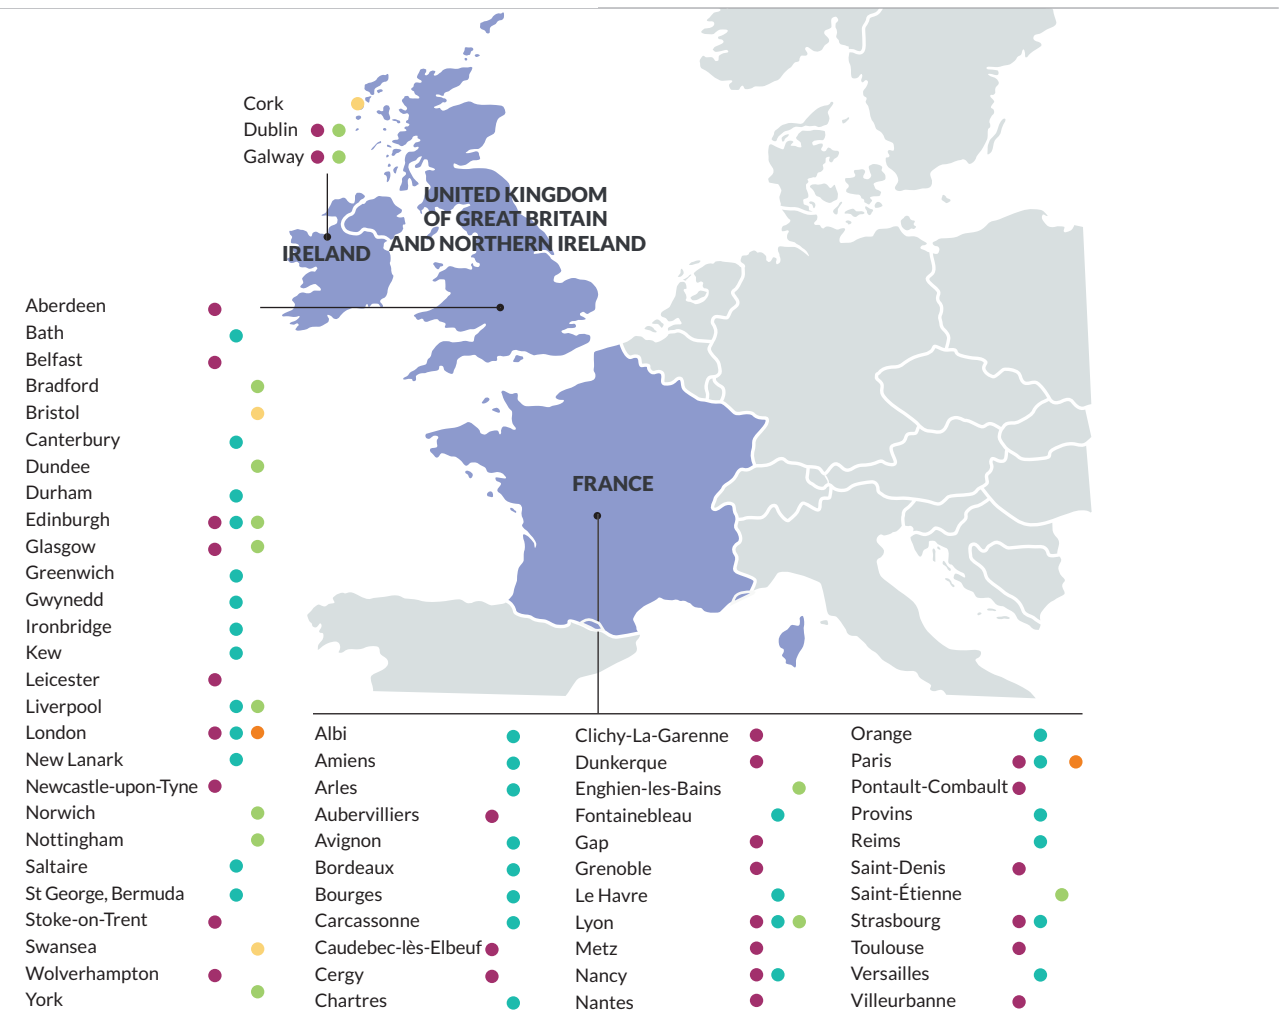 Cork
Dublin
Galway
UNITED KINGDOM
OF GREAT BRITAIN
AND NORTHERN IRELAND
IRELAND
Aberdeen
Bath
Belfast
Bradford
Bristol
Canterbury
Dundee
Durham
Edinburgh
Glasgow
Greenwich
Gwynedd
Ironbridge
Kew
Leicester
Liverpool
London
New Lanark
Newcastle-upon-Tyne
Norwich
Nottingham
Saltaire
St George, Bermuda
Stoke-on-Trent
Swansea
Wolverhampton
York
FRANCE
Albi
Amiens
Arles
Aubervilliers
Avignon
Bordeaux
Bourges
Carcassonne
Caudebec-lès-Elbeuf
Cergy
Chartres
Clichy-La-Garenne
Dunkerque
Enghien-les-Bains
Fontainebleau
Gap
Grenoble
Le Havre
Lyon
Metz
Nancy
Nantes
Orange
Paris
Pontault-Combault
Provins
Reims
Saint-Denis
Saint-Étienne
Strasbourg
Toulouse
Versailles
Villeurbanne